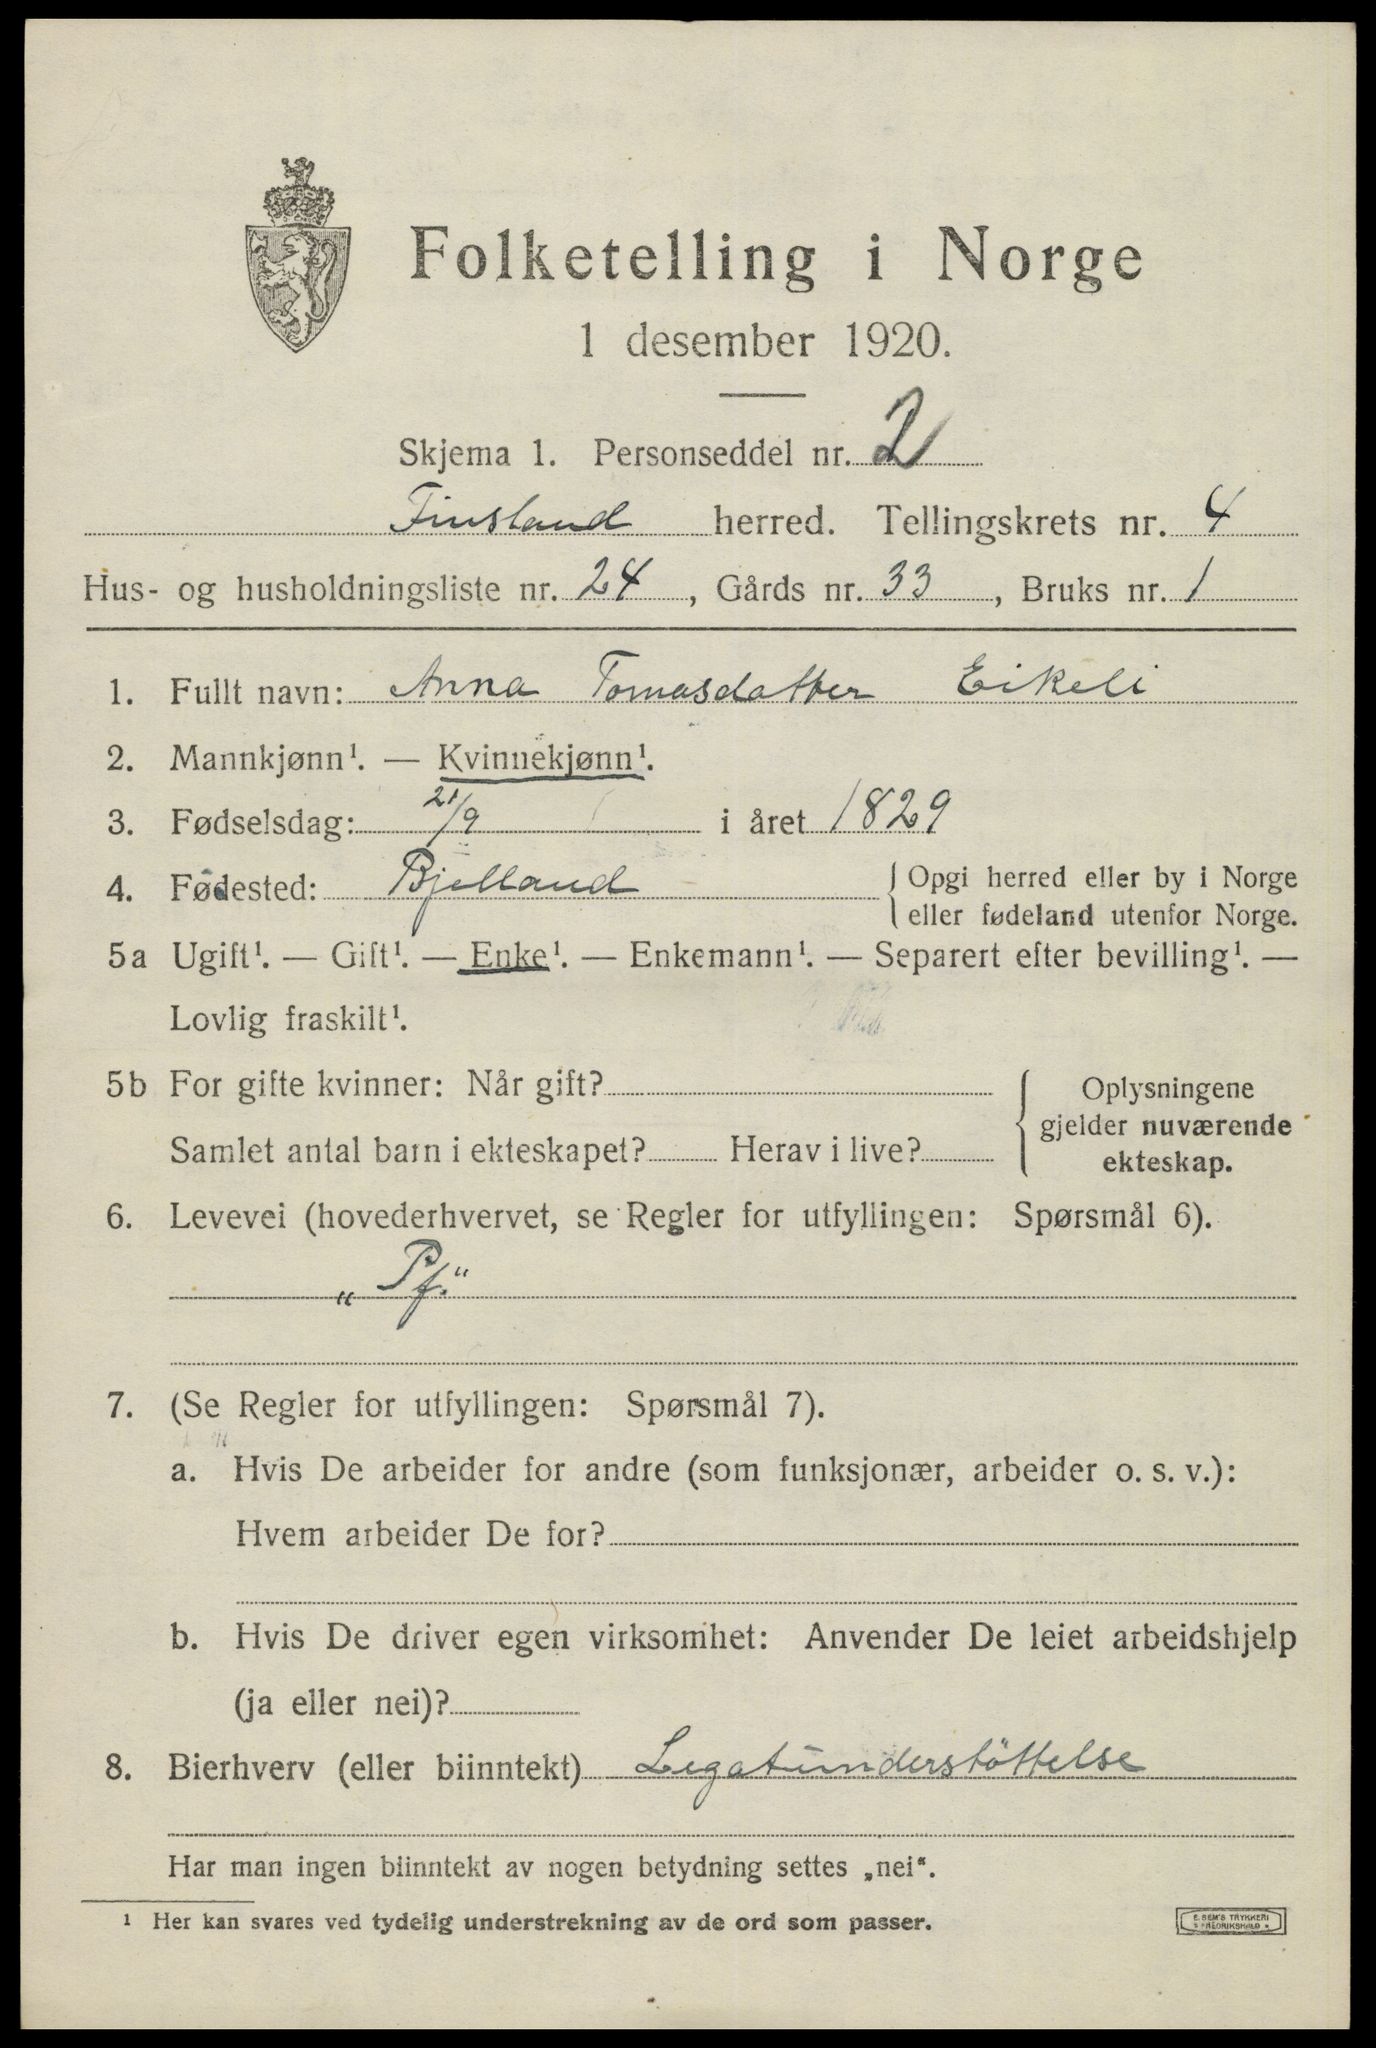 Folketelling i Norge
1 desember 1920.
Skjema 1. Personseddel nr. 2
Finsland herred. Tellingskrets nr. 4
Hus- og husholdningsliste nr. 24, Gårds nr. 33, Bruks nr. 1
1. Fullt navn: Anna Tomasdatter Eikeli
2. Mannkjønn¹. — Kvinnekjønn¹.
3. Fødselsdag: 21/9 i året 1829
4. Fødested: Bjelland { Opgi herred eller by i Norge
eller fødeland utenfor Norge.
5a Ugift¹. — Gift¹. — Enke¹. — Enkemann¹. — Separert efter bevilling¹. —
Lovlig fraskilt¹.
5b For gifte kvinner: Når gift?
Samlet antal barn i ekteskapet? Herav i live?
Oplysningene
gjelder nuværende
ekteskap.
6. Levevei (hovederhvervet, se Regler for utfyllingen: Spørsmål 6).
„Pf.“
7. (Se Regler for utfyllingen: Spørsmål 7).
a. Hvis De arbeider for andre (som funksjonær, arbeider o. s. v.):
Hvem arbeider De for?
b. Hvis De driver egen virksomhet: Anvender De leiet arbeidshjelp
(ja eller nei)?
8. Bierhverv (eller biinntekt) Legatunderstöttelse
Har man ingen biinntekt av nogen betydning settes „nei“.
¹ Her kan svares ved tydelig understrekning av de ord som passer.
E. SEM'S TRYKKERI
FREDRIKSHALD